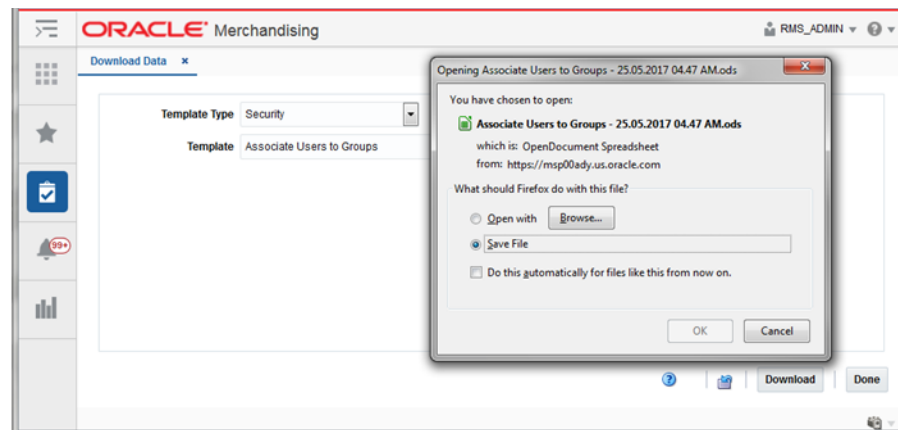 ORACLE® Merchandising
RMS_ADMIN
Download Data
Template Type Security
Template Associate Users to Groups
99+
Opening Associate Users to Groups - 25.05.2017 04.47 AM.ods
You have chosen to open:
Associate Users to Groups - 25.05.2017 04.47 AM.ods
which is: OpenDocument Spreadsheet
from: https://msp00ady.us.oracle.com
What should Firefox do with this file?
Open with Browse...
Save File
Do this automatically for files like this from now on.
OK Cancel
Download Done